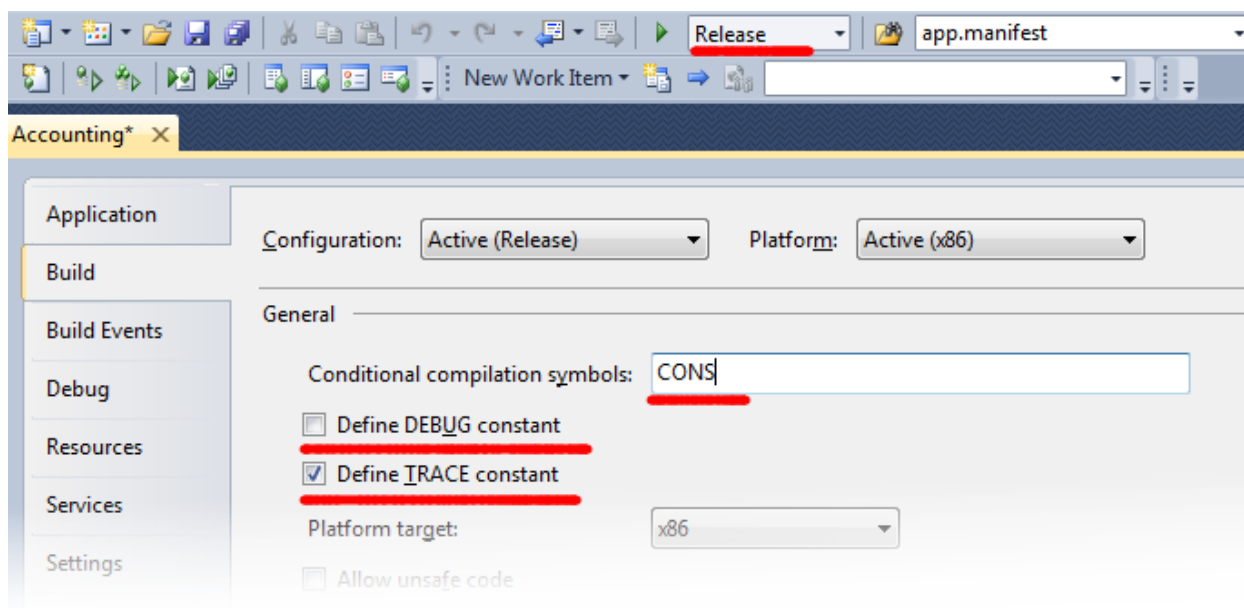 Release app.manifest
New Work Item
Accounting*
Application
Configuration: Active (Release) Platform: Active (x86)
Build
General
Build Events
Conditional compilation symbols: CONS
Debug
Define DEBUG constant
Resources
Define TRACE constant
Services
Platform target: x86
Settings
Allow unsafe code